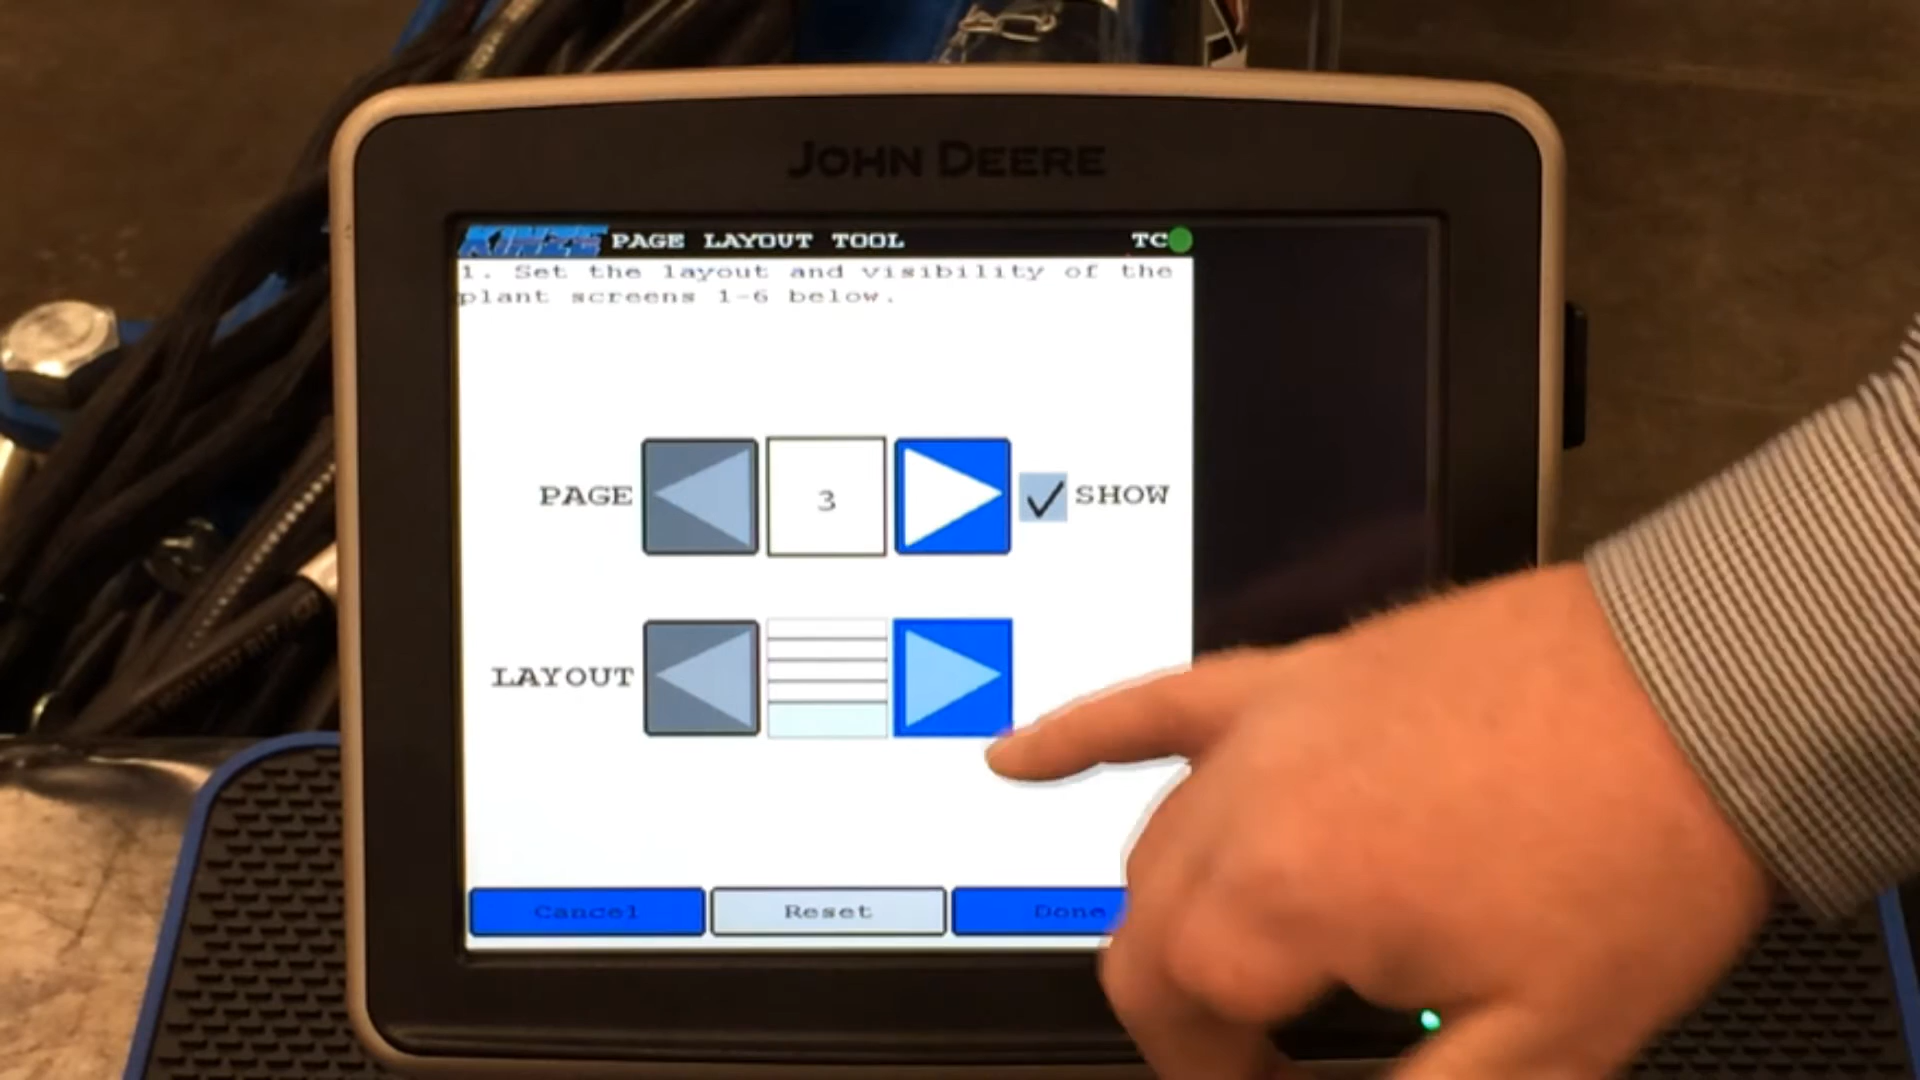 JOHN DEERE
KINZE PAGE LAYOUT TOOL TC
1. Set the layout and visibility of the
plant screens 1-6 below.
PAGE 3 SHOW
LAYOUT
Cancel Reset Done